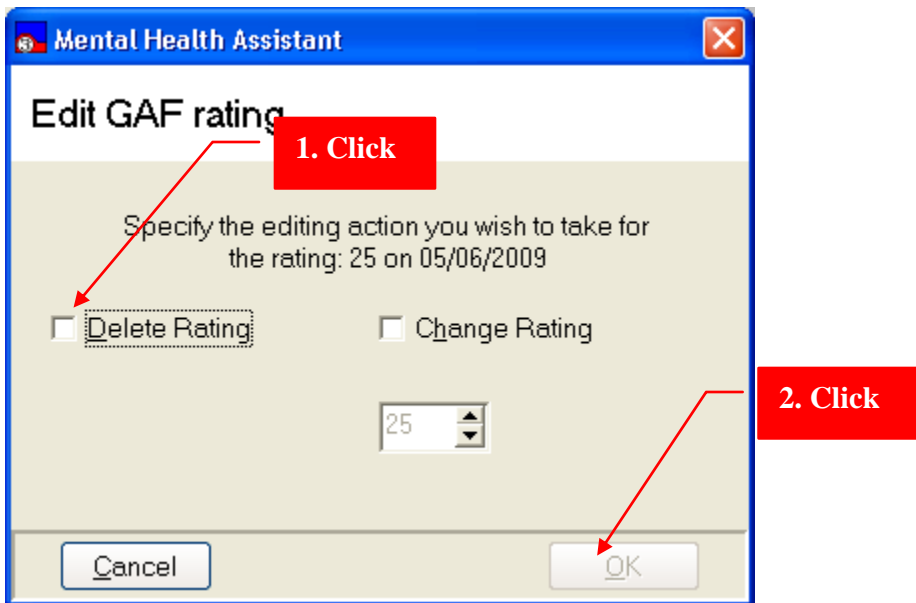 Mental Health Assistant
Edit GAF rating
1. Click
Specify the editing action you wish to take for
the rating: 25 on 05/06/2009
Delete Rating
Change Rating
2. Click
25
Cancel
OK